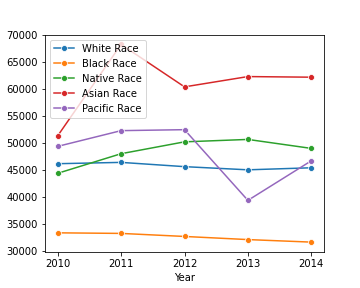 70000
65000
60000
55000
50000
45000
40000
35000
30000
White Race
Black Race
Native Race
Asian Race
Pacific Race
2010 2011 2012 2013 2014
Year